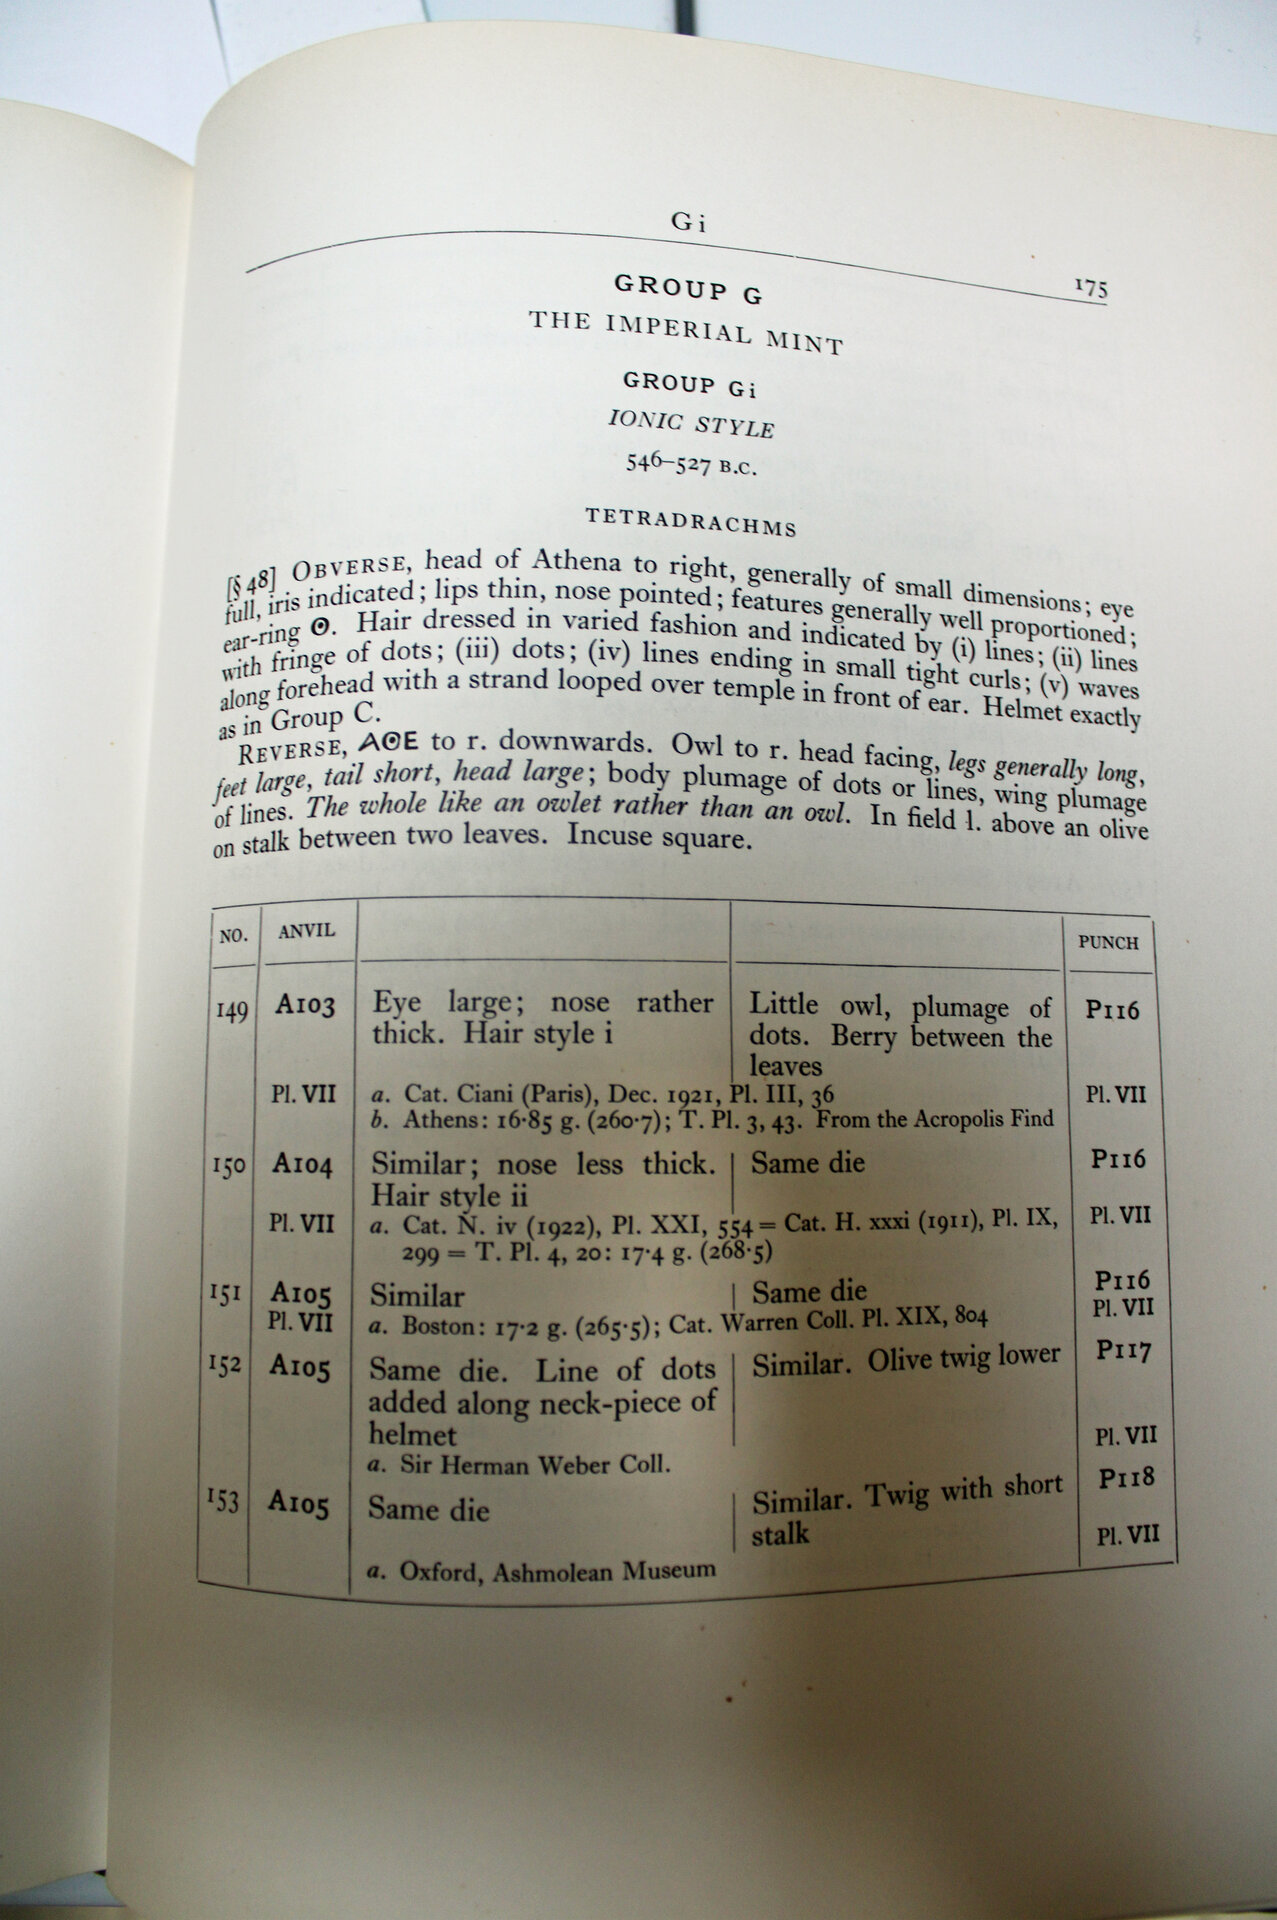 Gi
175
GROUP G
THE IMPERIAL MINT
GROUP Gi
IONIC STYLE
546–527 B.C.
TETRADRACHMS
[§ 48] OBVERSE, head of Athena to right, generally of small dimensions; eye
full, iris indicated; lips thin, nose pointed; features generally well proportioned;
ear-ring ʘ. Hair dressed in varied fashion and indicated by (i) lines; (ii) lines
with fringe of dots; (iii) dots; (iv) lines ending in small tight curls; (v) waves
along forehead with a strand looped over temple in front of ear. Helmet exactly
as in Group C.
REVERSE, AʘE to r. downwards. Owl to r. head facing, legs generally long,
feet large, tail short, head large; body plumage of dots or lines, wing plumage
of lines. The whole like an owlet rather than an owl. In field l. above an olive
on stalk between two leaves. Incuse square.
NO. ANVIL PUNCH
149 A103 Eye large; nose rather Little owl, plumage of P116
thick. Hair style i dots. Berry between the
leaves
Pl. VII a. Cat. Ciani (Paris), Dec. 1921, Pl. III, 36 Pl. VII
b. Athens: 16·85 g. (260·7); T. Pl. 3, 43. From the Acropolis Find
150 A104 Similar; nose less thick. Same die P116
Hair style ii
Pl. VII a. Cat. N. iv (1922), Pl. XXI, 554 = Cat. H. xxxi (1911), Pl. IX, Pl. VII
299 = T. Pl. 4, 20: 17·4 g. (268·5)
151 A105 Similar Same die P116
Pl. VII a. Boston: 17·2 g. (265·5); Cat. Warren Coll. Pl. XIX, 804 Pl. VII
152 A105 Same die. Line of dots Similar. Olive twig lower P117
added along neck-piece of
helmet Pl. VII
a. Sir Herman Weber Coll.
153 A105 Same die Similar. Twig with short P118
stalk Pl. VII
a. Oxford, Ashmolean Museum